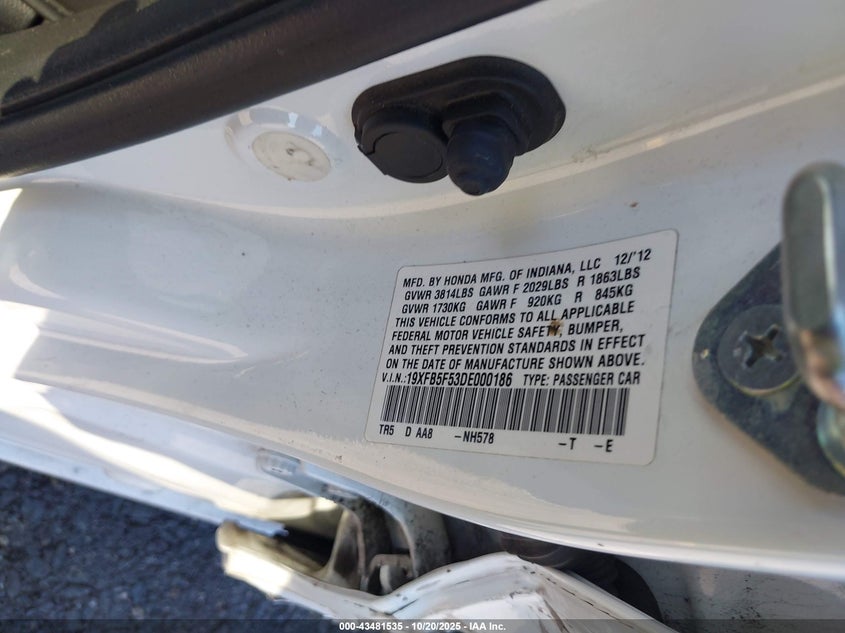 MFD. BY HONDA MFG. OF INDIANA, LLC 12/'12
GVWR 3814LBS GAWR F 2029LBS R 1863LBS
GVWR 1730KG GAWR F 920KG R 845KG
THIS VEHICLE CONFORMS TO ALL APPLICABLE
FEDERAL MOTOR VEHICLE SAFETY, BUMPER,
AND THEFT PREVENTION STANDARDS IN EFFECT
ON THE DATE OF MANUFACTURE SHOWN ABOVE.
V.I.N.:19XFB5F53DE000186 TYPE: PASSENGER CAR
TR5 D AA8 -NH578 -T -E
000-43481535 - 10/20/2025 - IAA Inc.